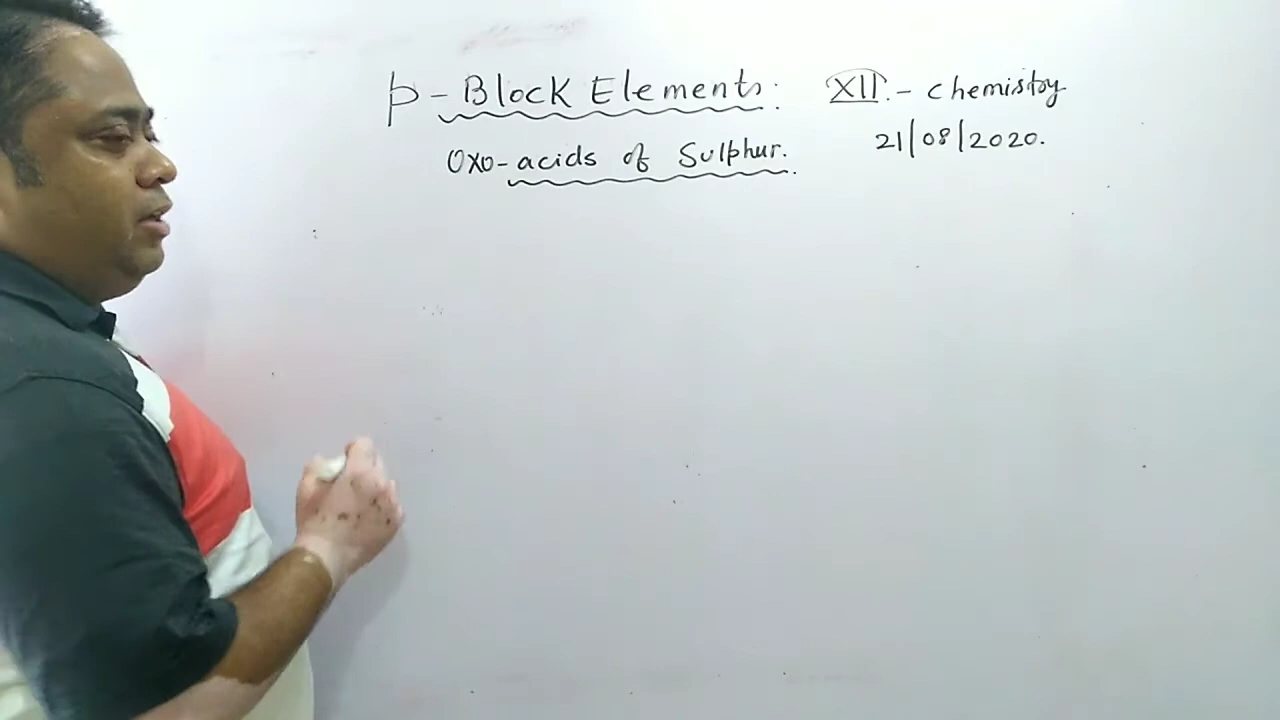 p-Block Elements: XII.- Chemistry
21/08/2020.
Oxo-acids of Sulphur.